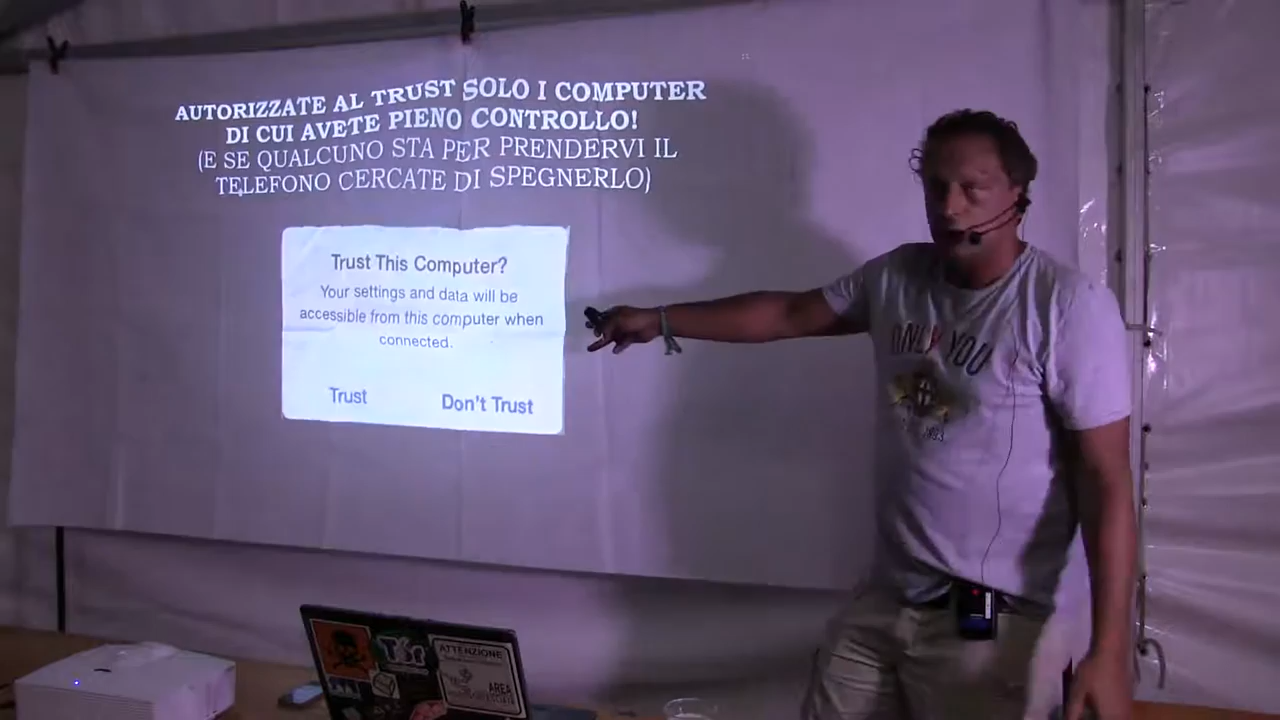 AUTORIZZATE AL TRUST SOLO I COMPUTER
DI CUI AVETE PIENO CONTROLLO!
(E SE QUALCUNO STA PER PRENDERVI IL
TELEFONO CERCATE DI SPEGNERLO)
Trust This Computer?
Your settings and data will be
accessible from this computer when
connected.
Trust
Don't Trust
ONLY YOU
Tor
ATTENZIONE
AREA